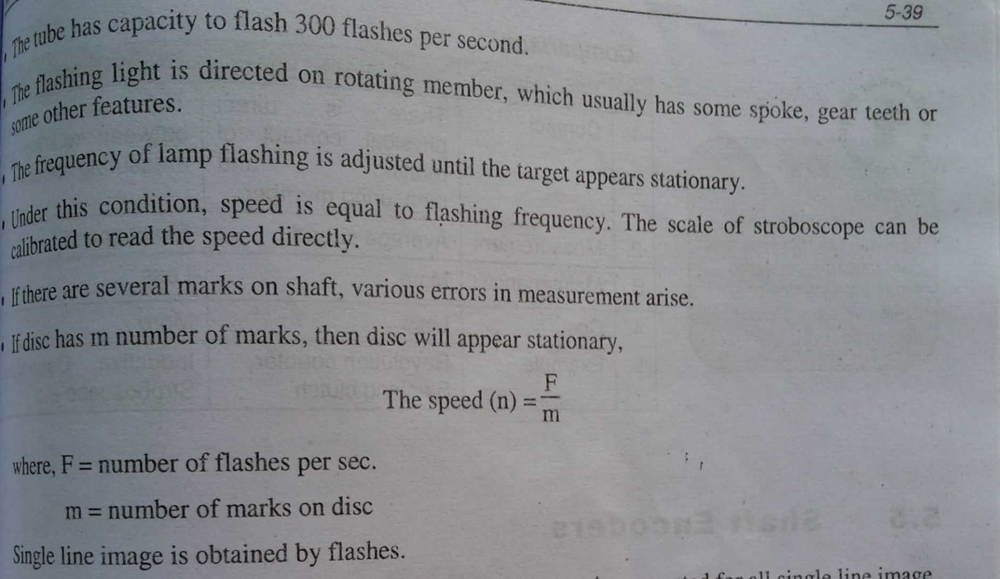 5-39
The tube has capacity to flash 300 flashes per second.
The flashing light is directed on rotating member, which usually has some spoke, gear teeth or
some other features.
The frequency of lamp flashing is adjusted until the target appears stationary.
Under this condition, speed is equal to flashing frequency. The scale of stroboscope can be
calibrated to read the speed directly.
If there are several marks on shaft, various errors in measurement arise.
If disc has m number of marks, then disc will appear stationary,
The speed (n) = F/m
where, F = number of flashes per sec.
m = number of marks on disc
Single line image is obtained by flashes.
for all single line image